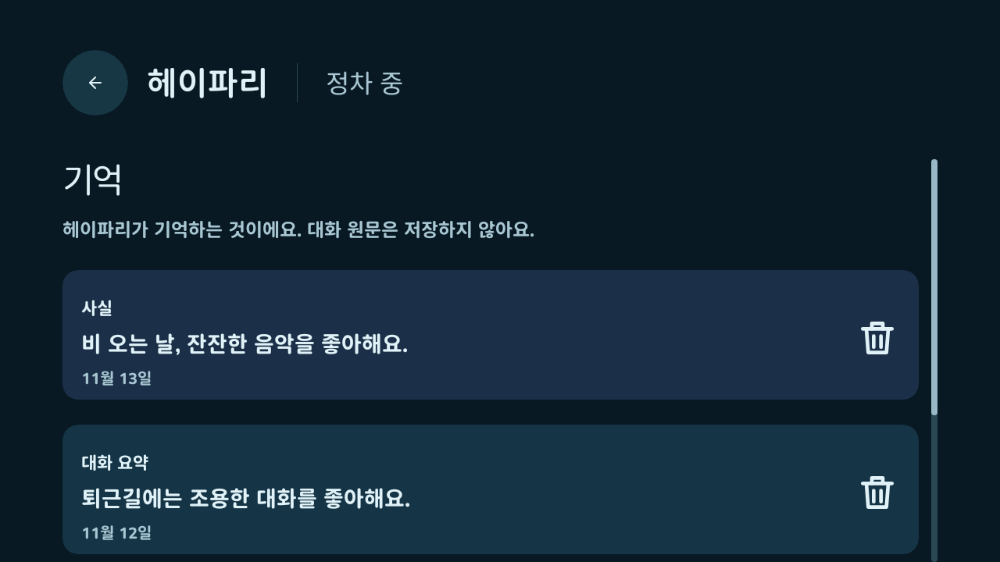 헤이파리
정차 중
기억
헤이파리가 기억하는 것이에요. 대화 원문은 저장하지 않아요.
사실
비 오는 날, 잔잔한 음악을 좋아해요.
11월 13일
대화 요약
퇴근길에는 조용한 대화를 좋아해요.
11월 12일